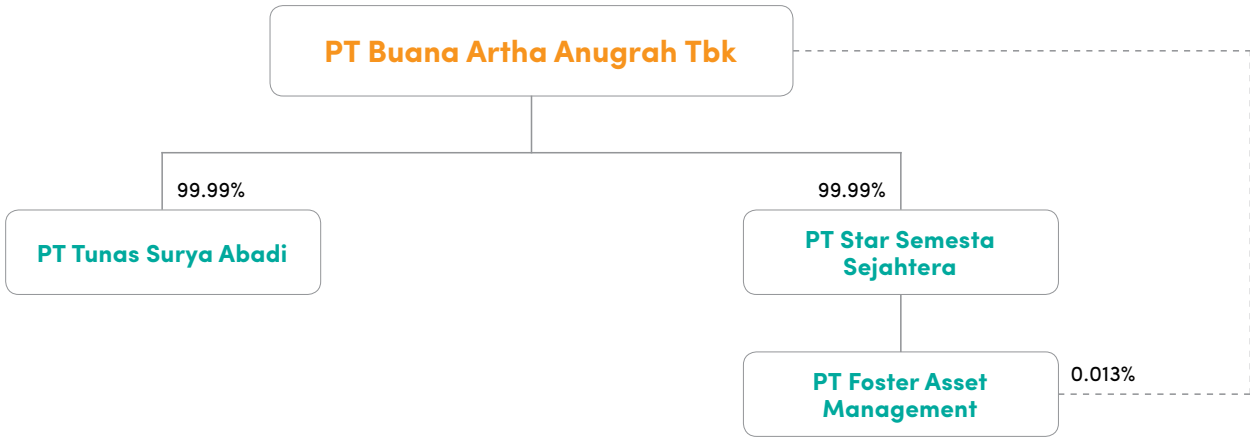 PT Buana Artha Anugrah Tbk
99.99%
99.99%
PT Tunas Surya Abadi
PT Star Semesta
Sejahtera
PT Foster Asset
Management
0.013%